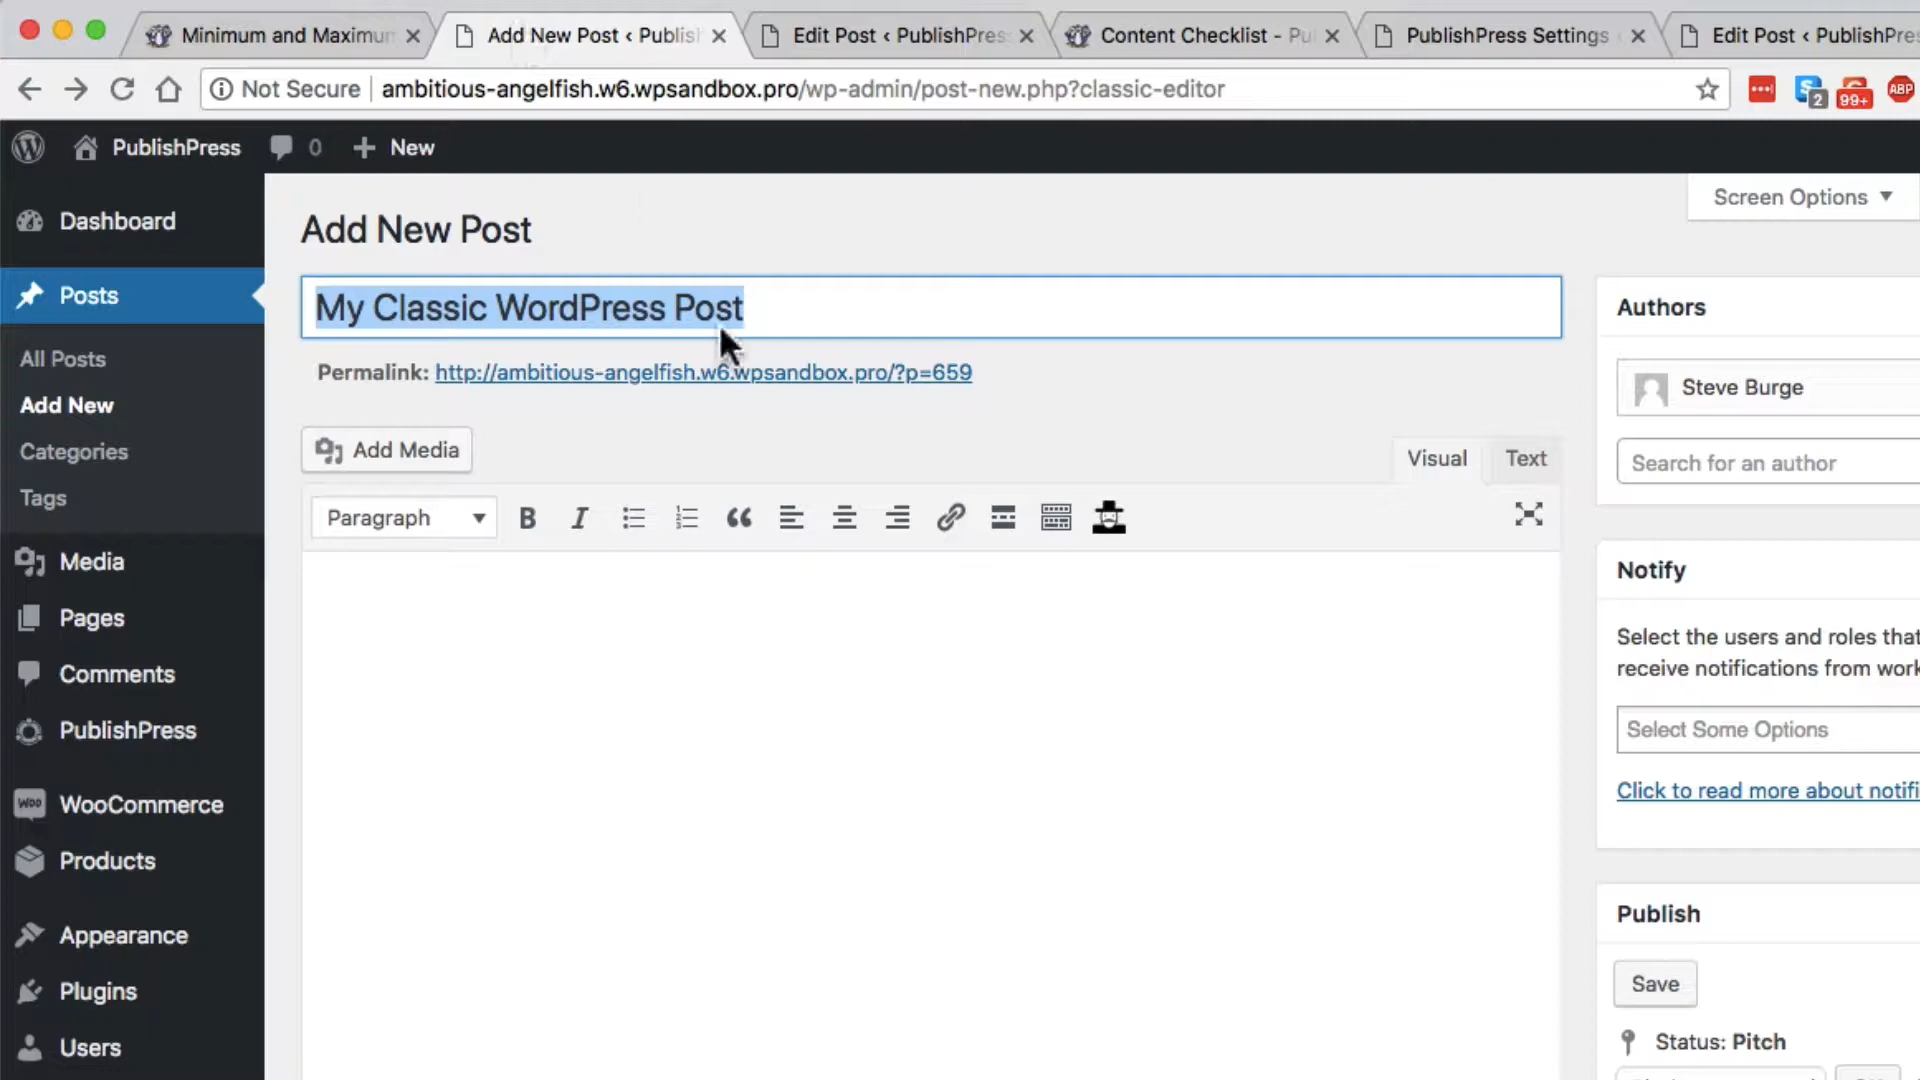 Minimum and Maximum
Add New Post ‹ Publish
Edit Post ‹ PublishPress
Content Checklist - Pu
PublishPress Settings
Edit Post ‹ PublishPres
Not Secure
ambitious-angelfish.w6.wpsandbox.pro/wp-admin/post-new.php?classic-editor
2
99+
ABP
PublishPress
0
New
Screen Options
Dashboard
Posts
All Posts
Add New
Categories
Tags
Media
Pages
Comments
PublishPress
Woo
WooCommerce
Products
Appearance
Plugins
Users
Add New Post
My Classic WordPress Post
Permalink: http://ambitious-angelfish.w6.wpsandbox.pro/?p=659
Add Media
Visual
Text
Paragraph
B
I
Authors
Steve Burge
Search for an author
Notify
Select the users and roles that
receive notifications from work
Select Some Options
Click to read more about notifi
Publish
Save
Status: Pitch